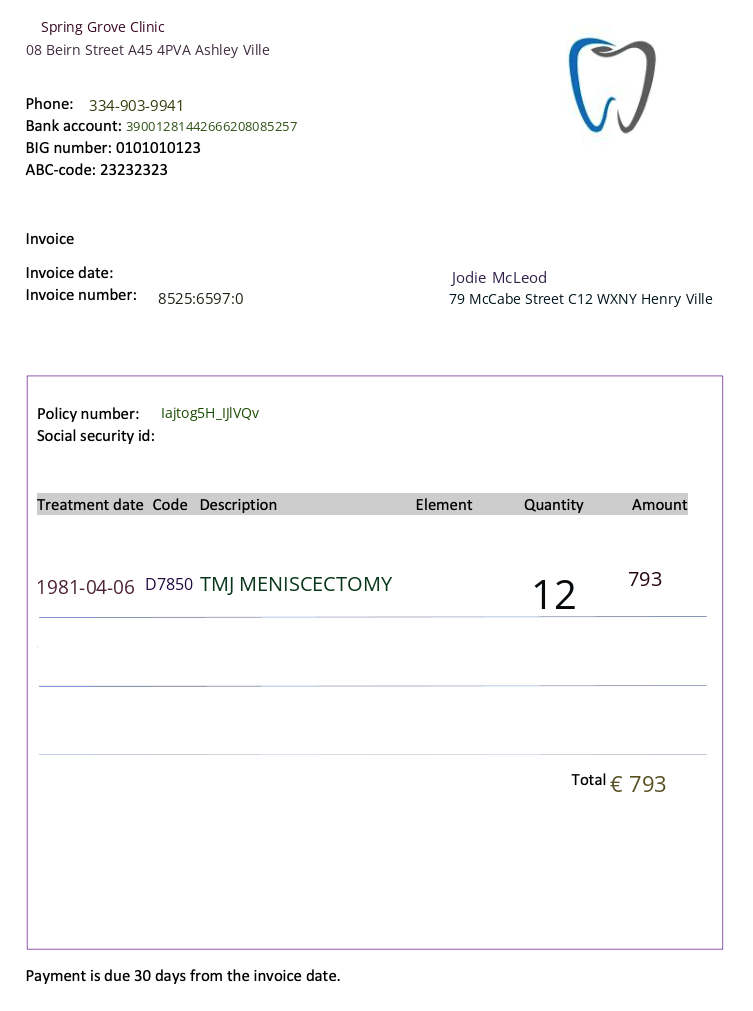 Spring Grove Clinic
08 Beirn Street A45 4PVA Ashley Ville
Phone: 334-903-9941
Bank account: 39001281442666208085257
BIG number: 0101010123
ABC-code: 23232323
Invoice
Invoice date:
Invoice number: 8525:6597:0
Jodie McLeod
79 McCabe Street C12 WXNY Henry Ville
Policy number: Iajtog5H_IJlVQv
Social security id:
Treatment date Code Description Element Quantity Amount
1981-04-06 D7850 TMJ MENISCECTOMY 12 793
Total € 793
Payment is due 30 days from the invoice date.